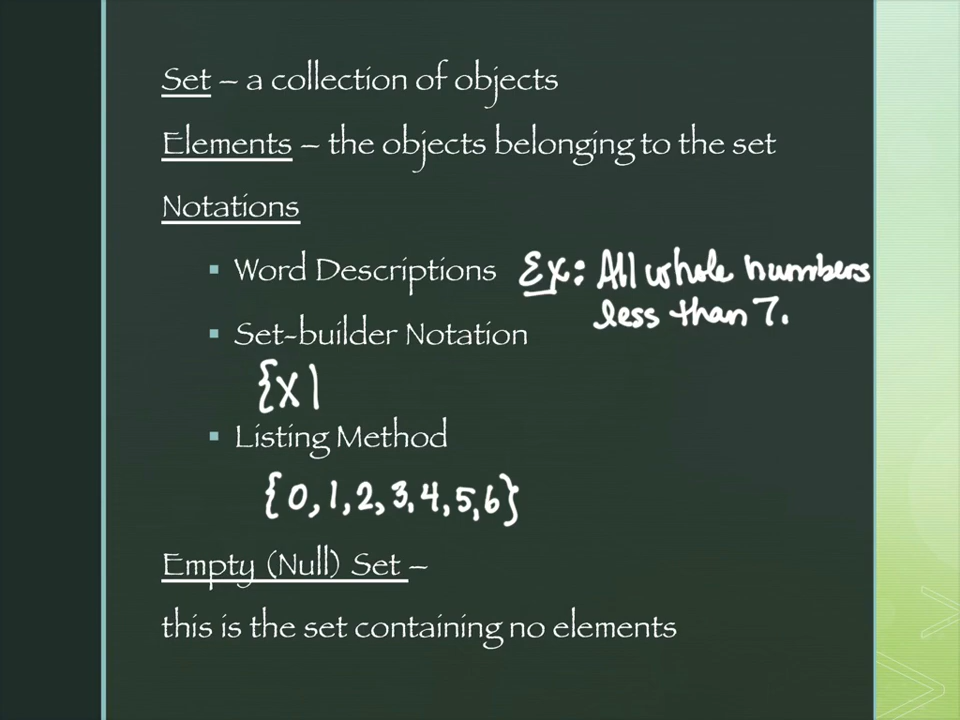 Set – a collection of objects
Elements – the objects belonging to the set
Notations
▪ Word Descriptions Ex: All whole numbers
less than 7.
▪ Set-builder Notation
{x|
▪ Listing Method
{0,1,2,3,4,5,6}
Empty (Null) Set –
this is the set containing no elements